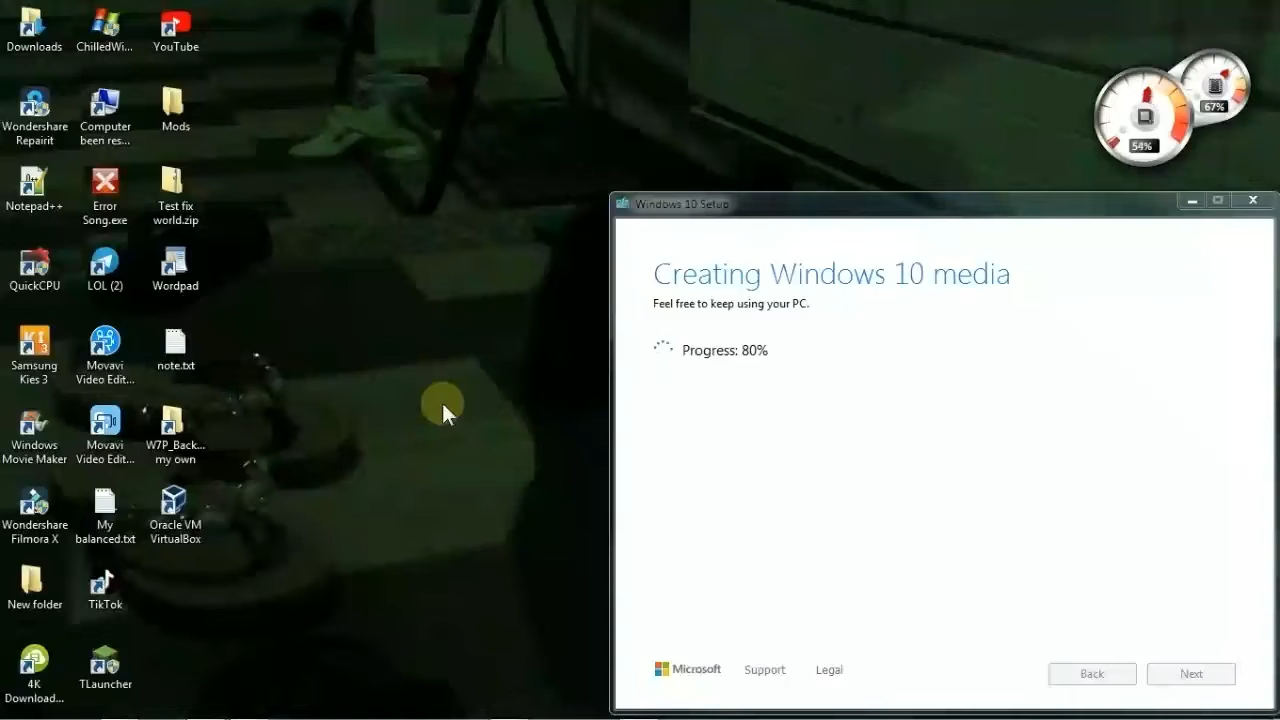 Downloads
ChilledWi...
YouTube
Wondershare
Repairit
Computer
been res...
Mods
Notepad++
Error
Song.exe
Test fix
world.zip
QuickCPU
LOL (2)
Wordpad
Samsung
Kies 3
Movavi
Video Edit...
note.txt
Windows
Movie Maker
Movavi
Video Edit...
W7P_Back...
my own
Wondershare
Filmora X
My
balanced.txt
Oracle VM
VirtualBox
New folder
TikTok
4K
Download...
TLauncher
67%
54%
Windows 10 Setup
Creating Windows 10 media
Feel free to keep using your PC.
Progress: 80%
Microsoft
Support
Legal
Back
Next